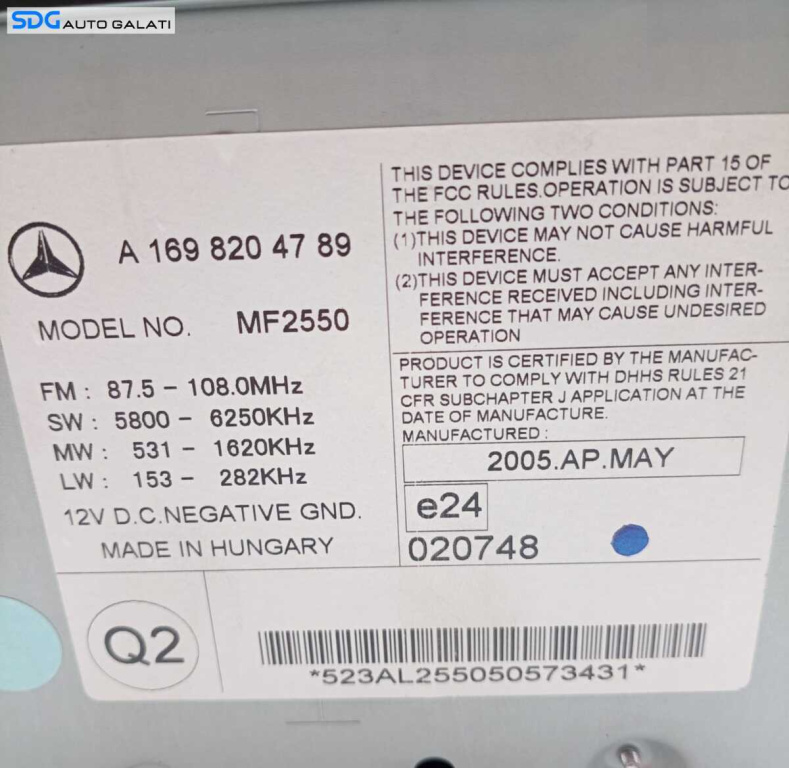 SDG AUTO GALATI
A 169 820 47 89
MODEL NO. MF2550
FM : 87.5 - 108.0MHz
SW : 5800 - 6250KHz
MW : 531 - 1620KHz
LW : 153 - 282KHz
12V D.C.NEGATIVE GND.
MADE IN HUNGARY
THIS DEVICE COMPLIES WITH PART 15 OF
THE FCC RULES.OPERATION IS SUBJECT TO
THE FOLLOWING TWO CONDITIONS:
(1)THIS DEVICE MAY NOT CAUSE HARMFUL
INTERFERENCE.
(2)THIS DEVICE MUST ACCEPT ANY INTER-
FERENCE RECEIVED INCLUDING INTER-
FERENCE THAT MAY CAUSE UNDESIRED
OPERATION
PRODUCT IS CERTIFIED BY THE MANUFAC-
TURER TO COMPLY WITH DHHS RULES 21
CFR SUBCHAPTER J APPLICATION AT THE
DATE OF MANUFACTURE.
MANUFACTURED :
2005.AP.MAY
e24
020748
Q2
*523AL255050573431*